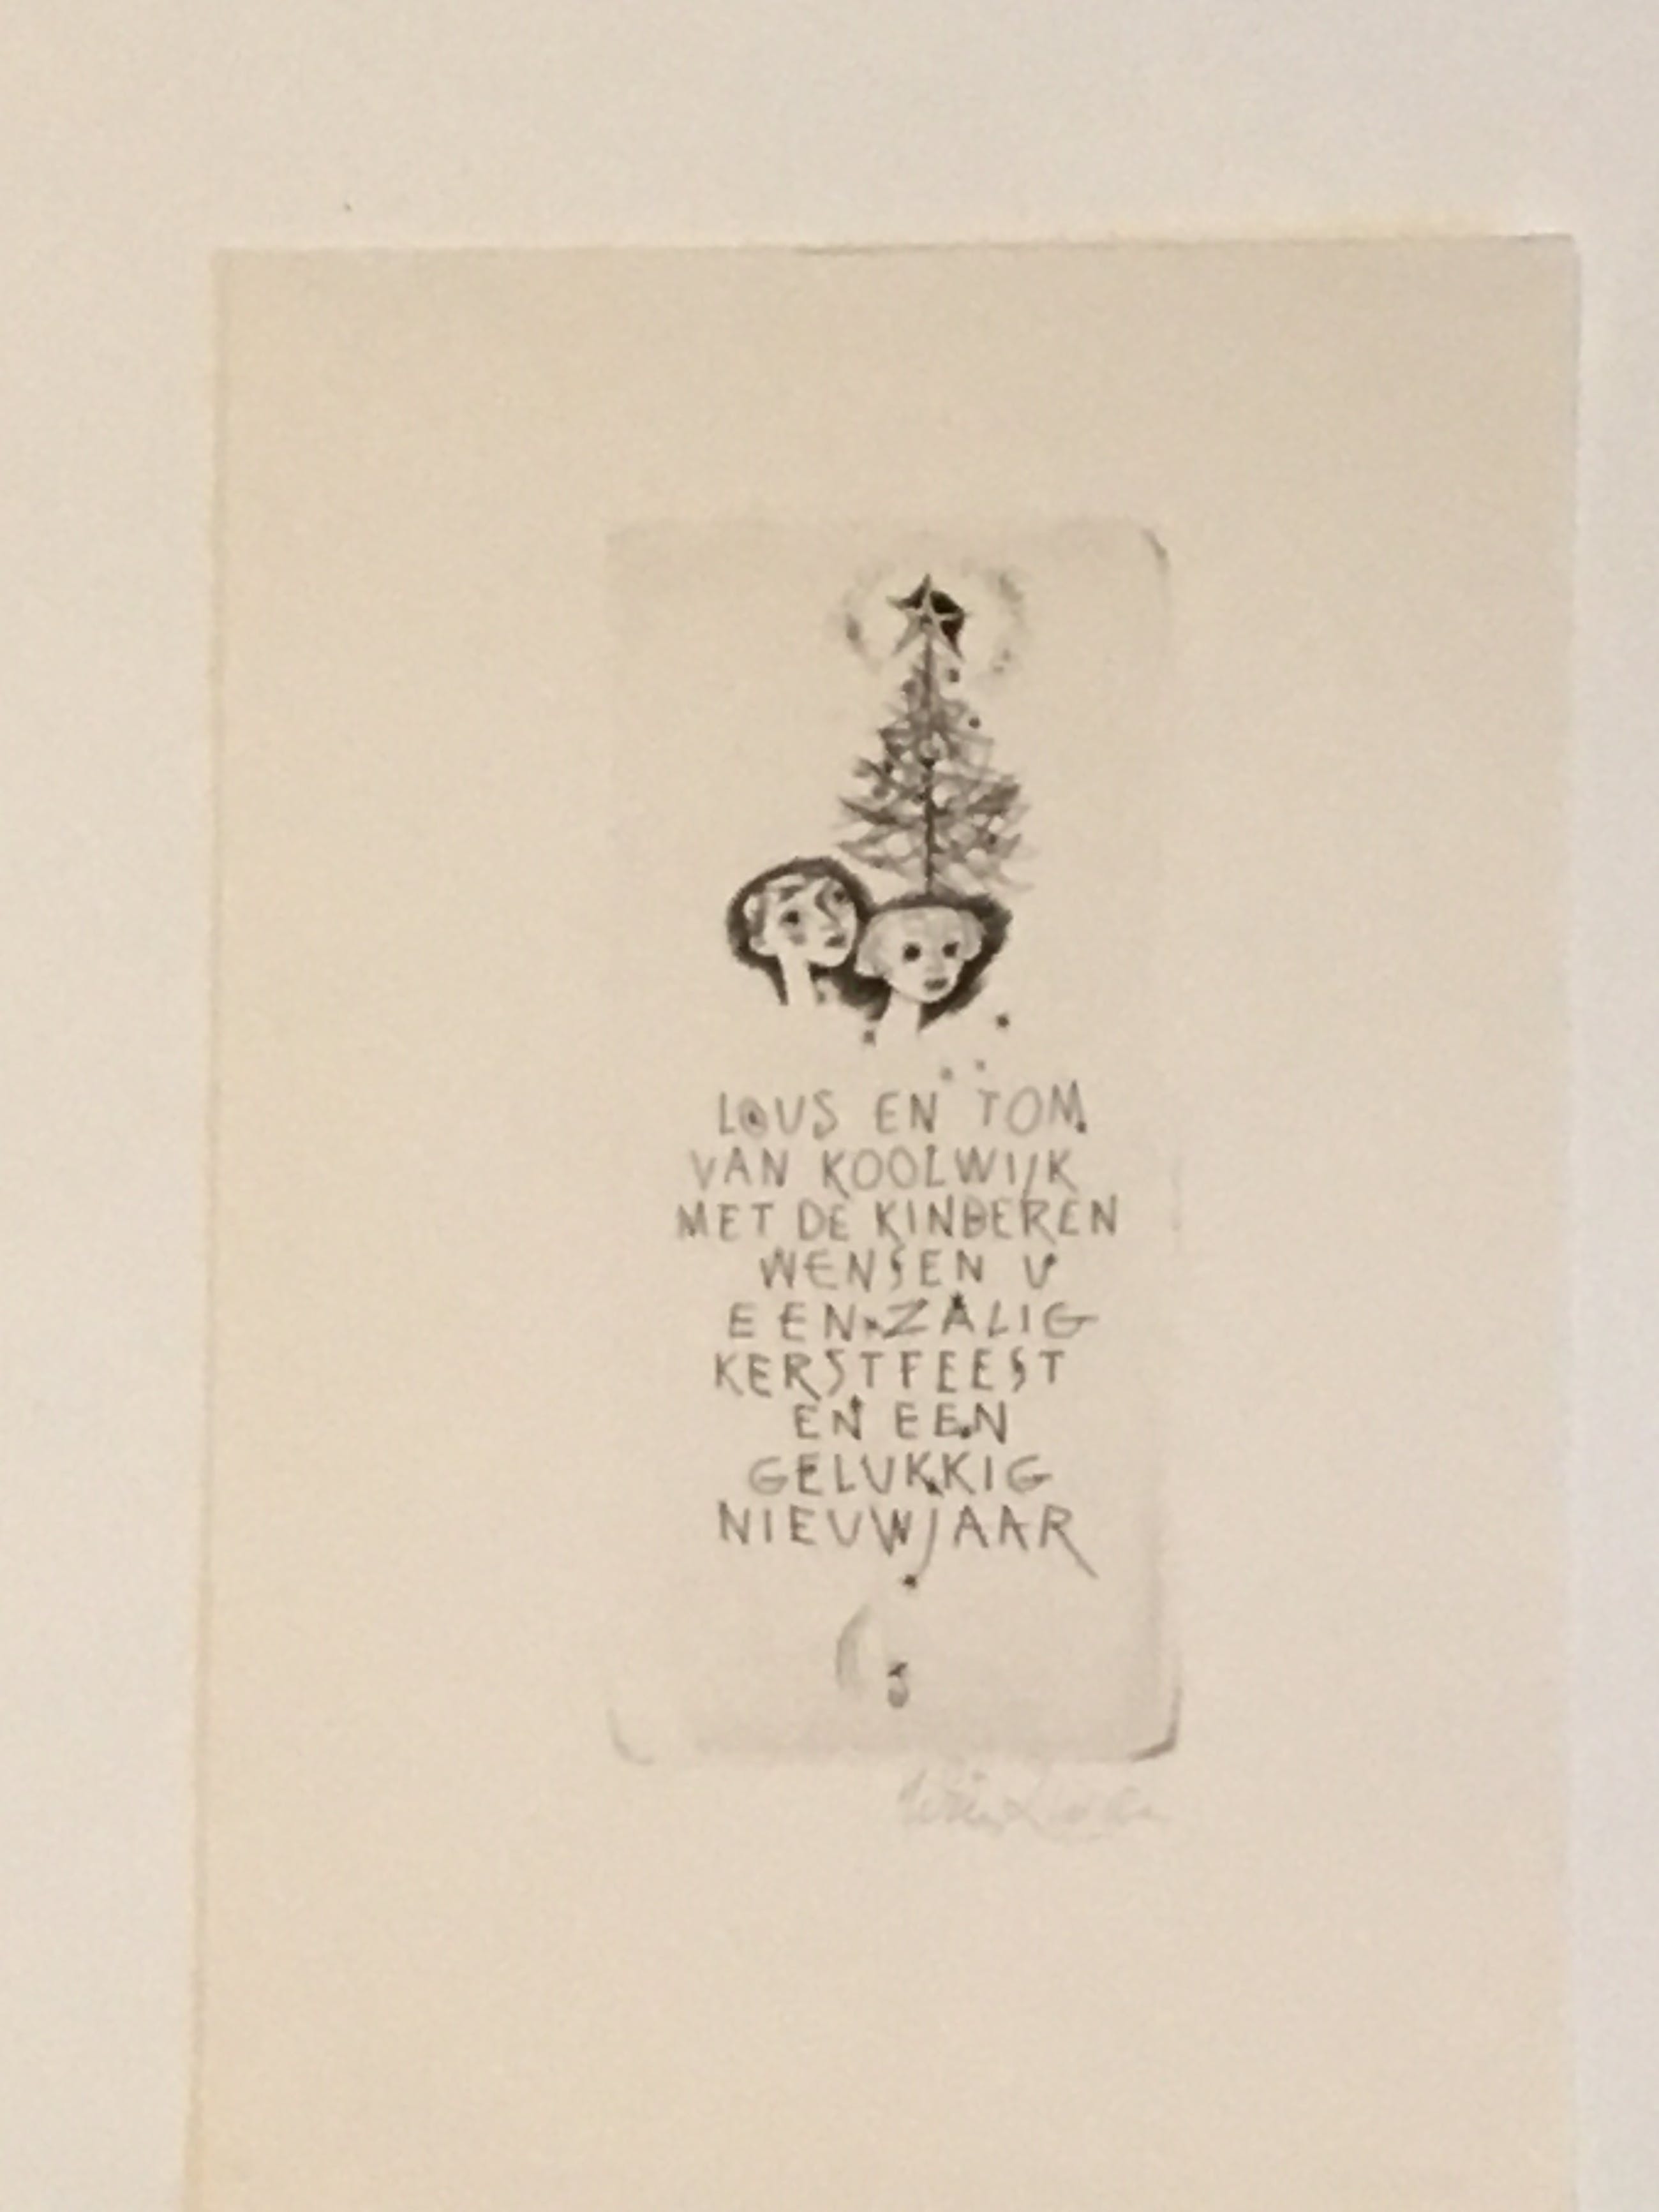 LOUS EN TOM
VAN KOOLWIJK
MET DE KINDEREN
WENSEN U
EEN ZALIG
KERSTFEEST
EN EEN
GELUKKIG
NIEUWJAAR